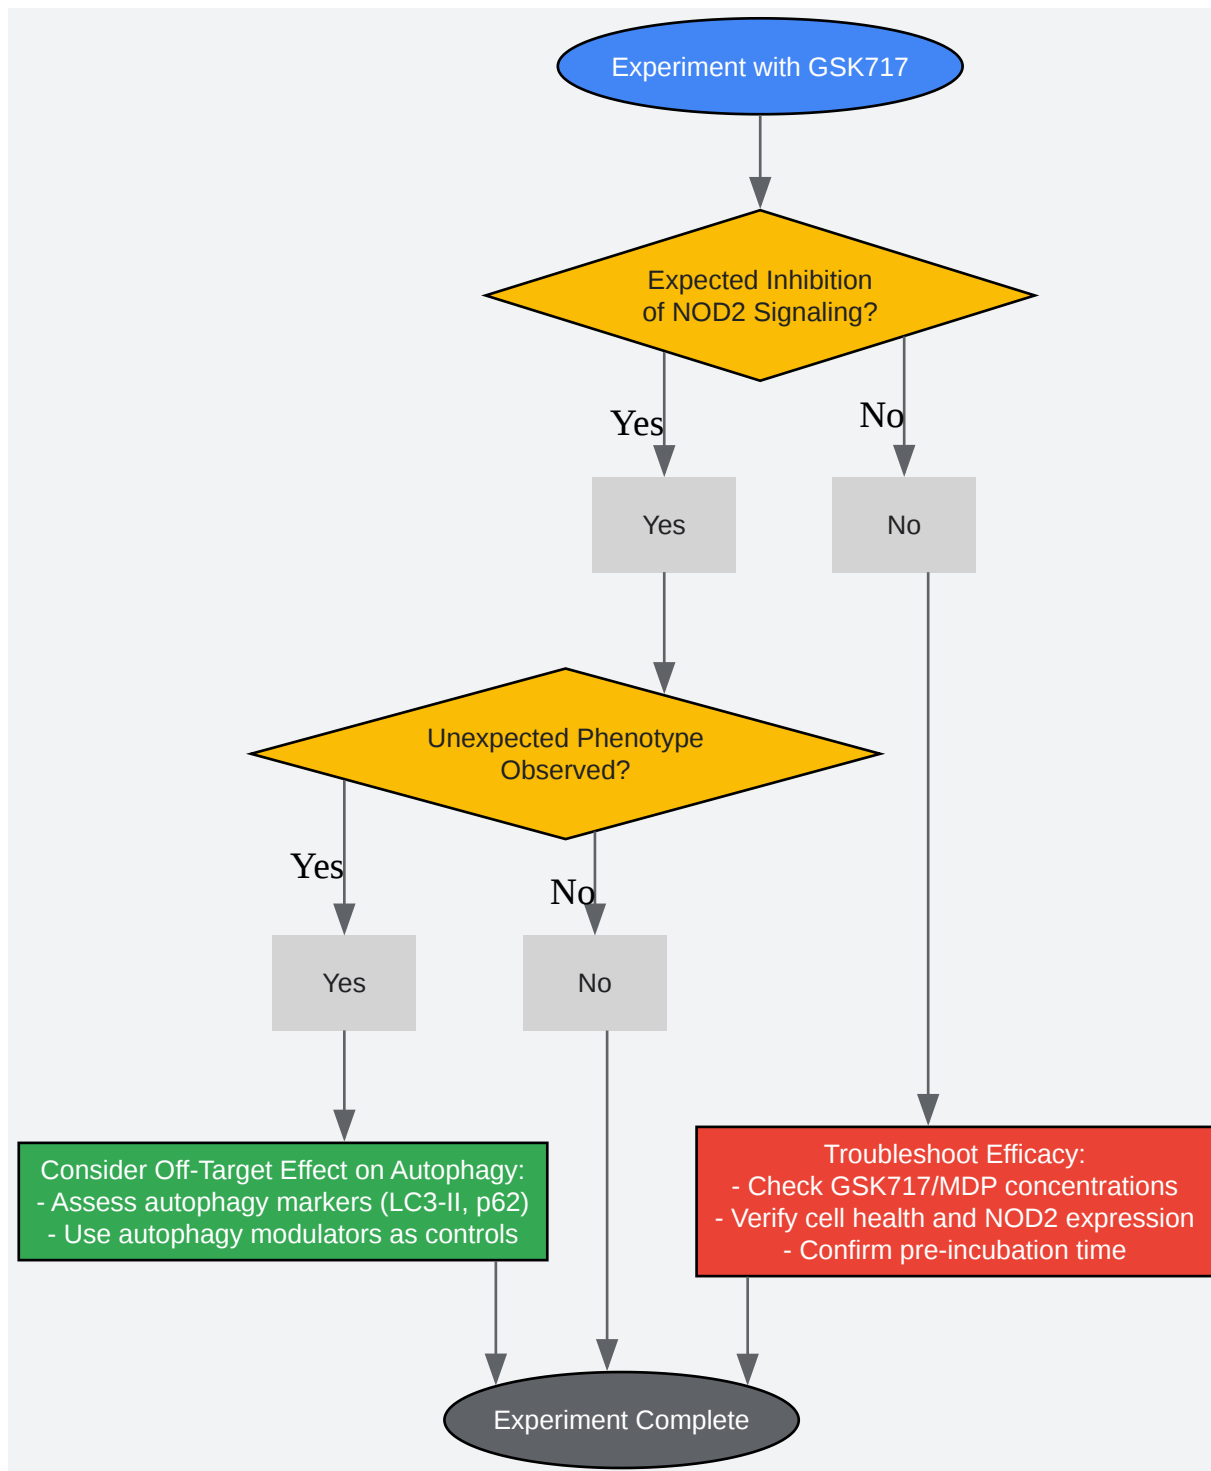 Experiment with GSK717
Expected Inhibition
of NOD2 Signaling?
Yes
No
Yes
No
Unexpected Phenotype
Observed?
Yes
No
Yes
No
Consider Off-Target Effect on Autophagy:
- Assess autophagy markers (LC3-II, p62)
- Use autophagy modulators as controls
Troubleshoot Efficacy:
- Check GSK717/MDP concentrations
- Verify cell health and NOD2 expression
- Confirm pre-incubation time
Experiment Complete